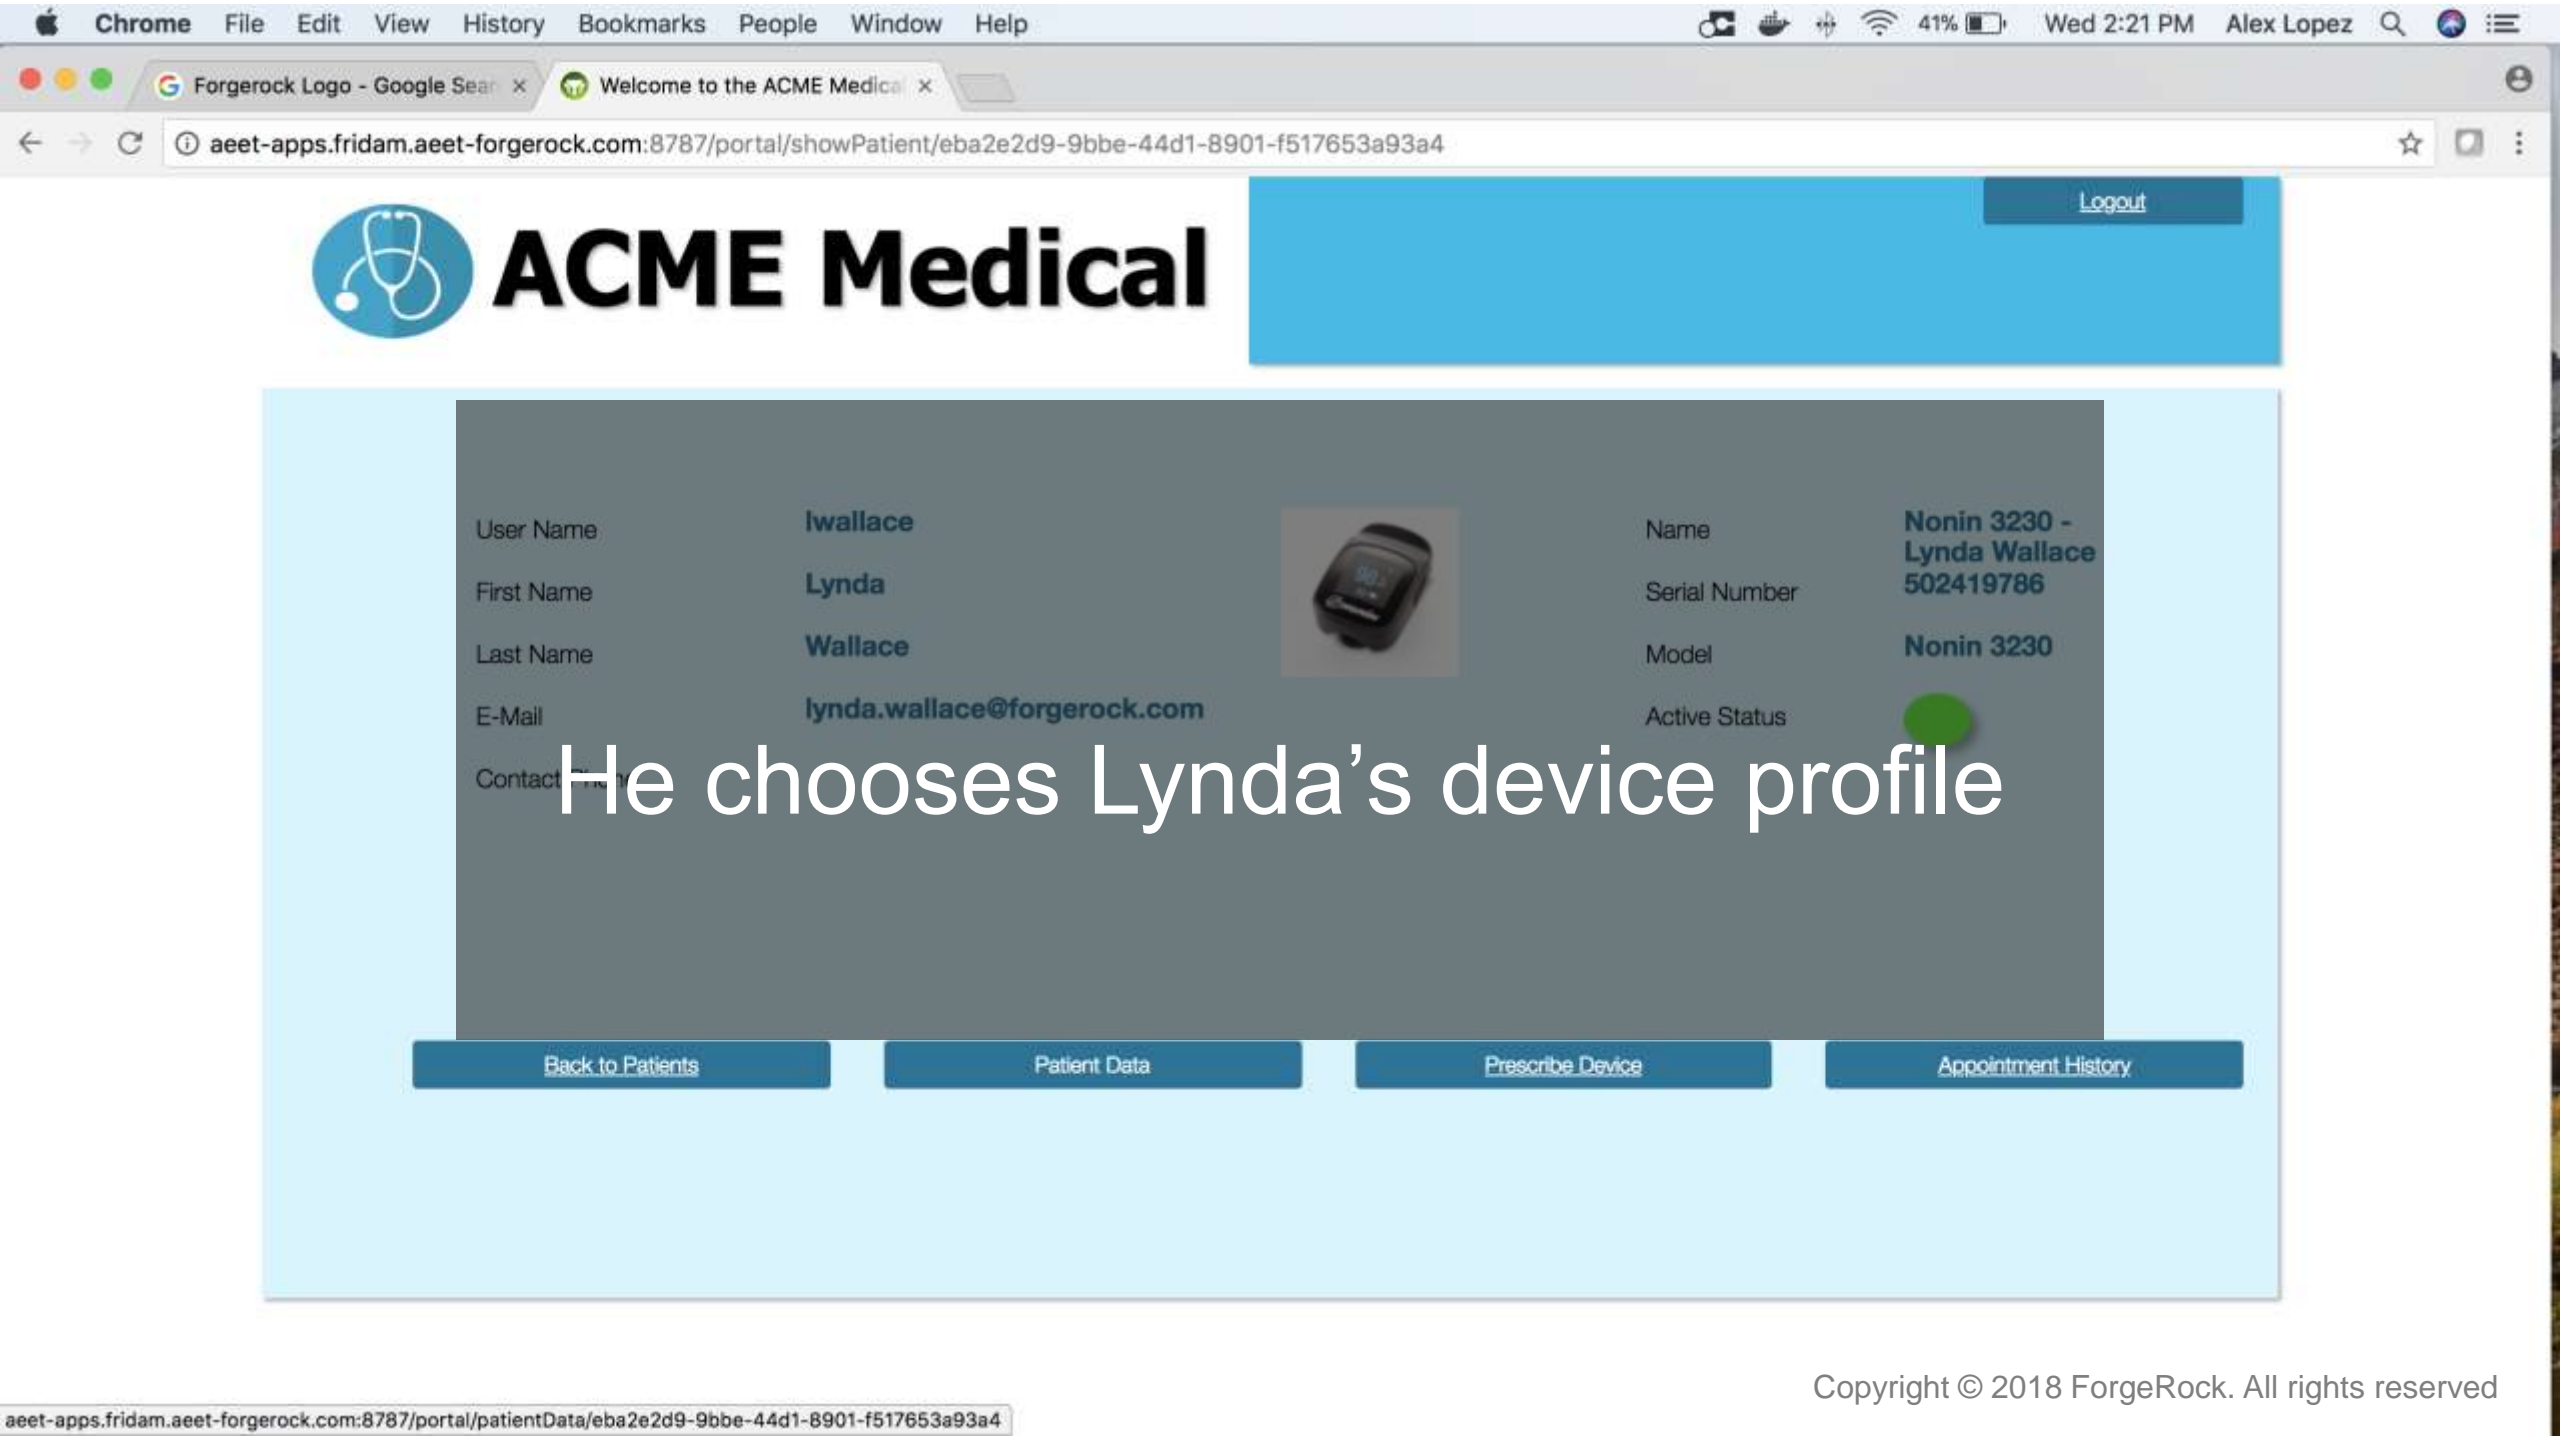 Chrome File Edit View History Bookmarks People Window Help 41% Wed 2:21 PM Alex Lopez
Forgerock Logo - Google Sear Welcome to the ACME Medical
aeet-apps.fridam.aeet-forgerock.com:8787/portal/showPatient/eba2e2d9-9bbe-44d1-8901-f517653a93a4
Logout
ACME Medical
User Name lwallace Name Nonin 3230 -
Lynda Wallace
First Name Lynda Serial Number 502419786
Last Name Wallace Model Nonin 3230
E-Mail lynda.wallace@forgerock.com Active Status
Contact Phone
He chooses Lynda’s device profile
Back to Patients Patient Data Prescribe Device Appointment History
Copyright © 2018 ForgeRock. All rights reserved
aeet-apps.fridam.aeet-forgerock.com:8787/portal/patientData/eba2e2d9-9bbe-44d1-8901-f517653a93a4